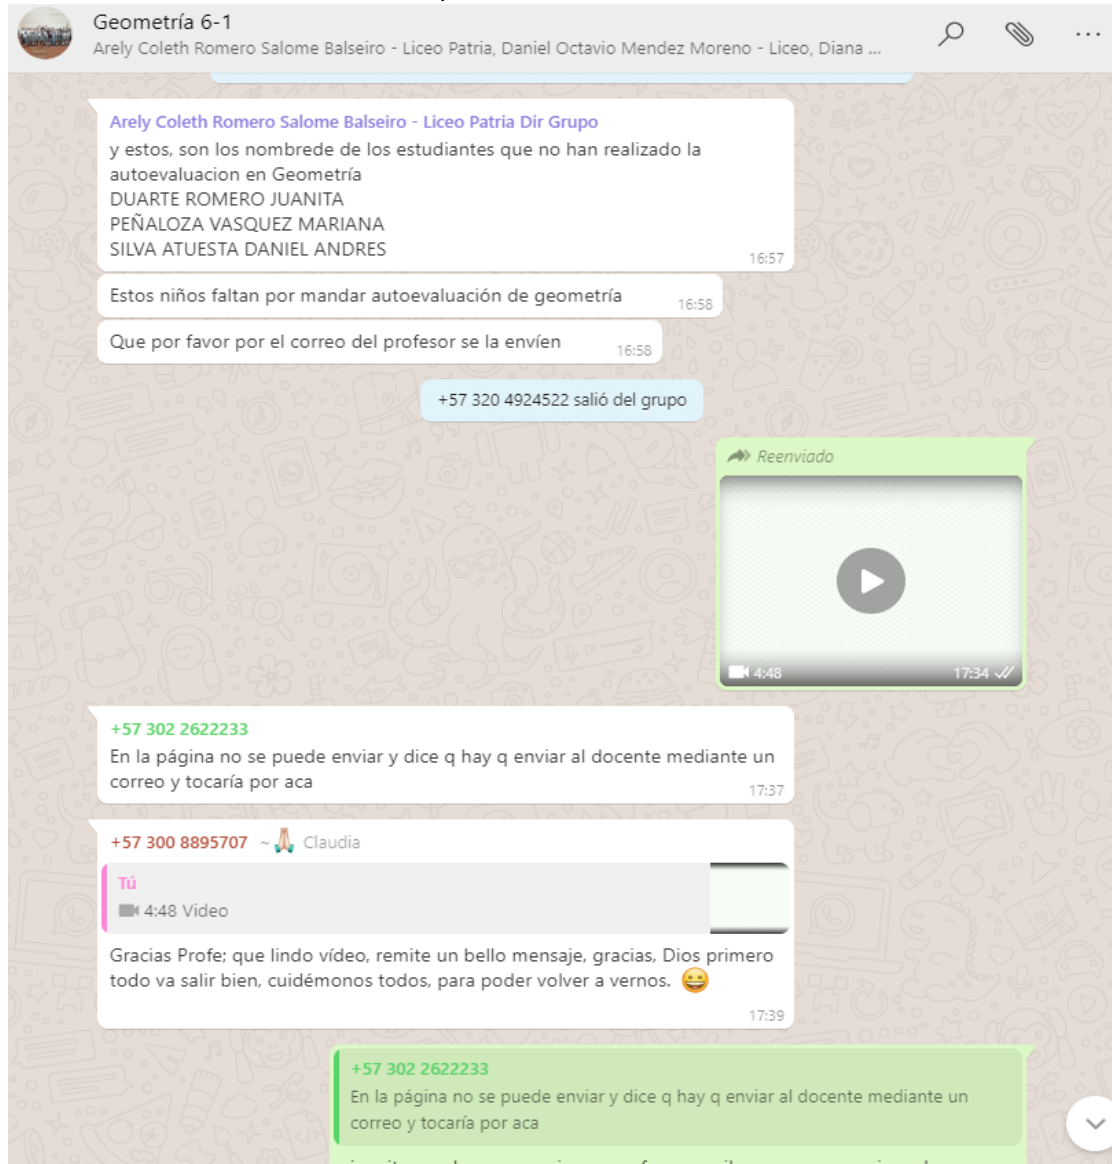 Geometría 6-1
Arely Coleth Romero Salome Balseiro - Liceo Patria, Daniel Octavio Mendez Moreno - Liceo, Diana ...
Arely Coleth Romero Salome Balseiro - Liceo Patria Dir Grupo
y estos, son los nombrede de los estudiantes que no han realizado la
autoevaluacion en Geometría
DUARTE ROMERO JUANITA
PEÑALOZA VASQUEZ MARIANA
SILVA ATUESTA DANIEL ANDRES
16:57
Estos niños faltan por mandar autoevaluación de geometría
16:58
Que por favor por el correo del profesor se la envíen
16:58
+57 320 4924522 salió del grupo
Reenviado
4:48
17:34
+57 302 2622233
En la página no se puede enviar y dice q hay q enviar al docente mediante un
correo y tocaría por aca
17:37
+57 300 8895707 ~🙏🏻 Claudia
Tú
4:48 Video
Gracias Profe; que lindo vídeo, remite un bello mensaje, gracias, Dios primero
todo va salir bien, cuidémonos todos, para poder volver a vernos. 😀
17:39
+57 302 2622233
En la página no se puede enviar y dice q hay q enviar al docente mediante un
correo y tocaría por aca